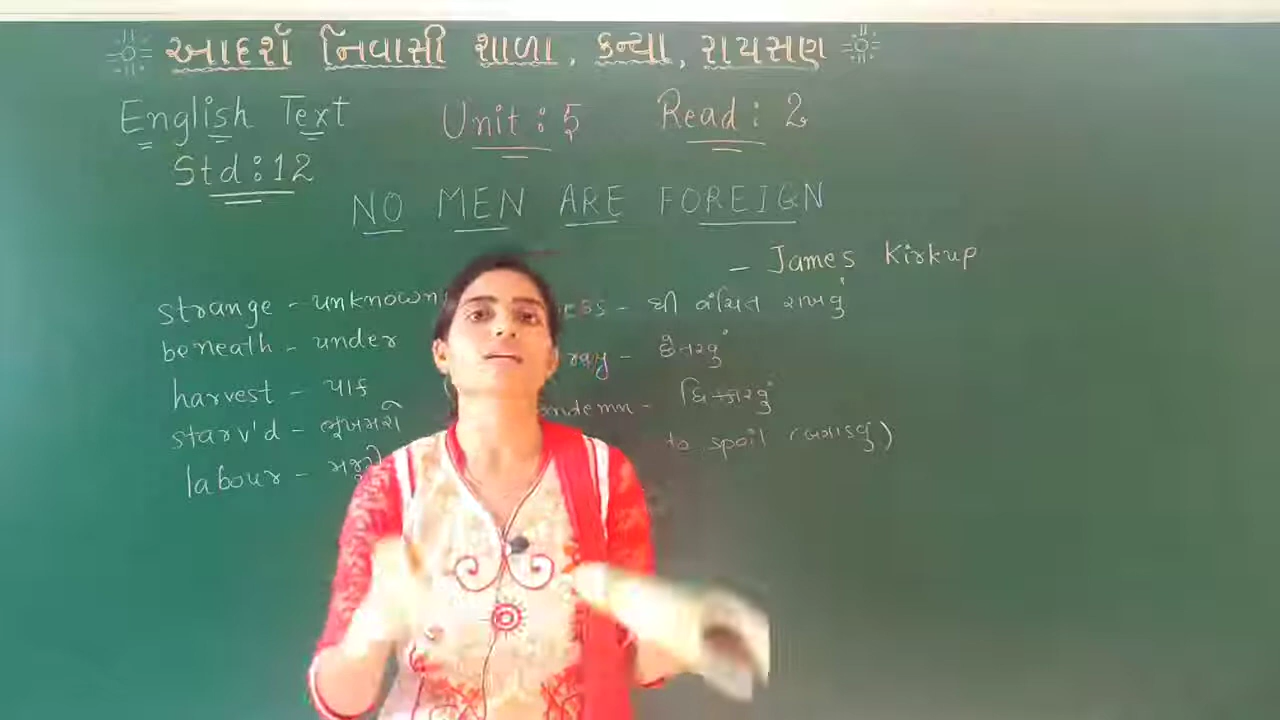 આદર્શ નિવાસી શાળા, કન્યા, રાયસણ
English Text Unit : 5 Read : 2
Std : 12
NO MEN ARE FOREIGN
- James Kirkup
strange - unknown - થી વંચિત રાખવું
beneath - under - છેતરવું
harvest - પાક - ધિક્કારવું
starv'd - ભૂખમરો to spoil (બગાડવું)
labour -